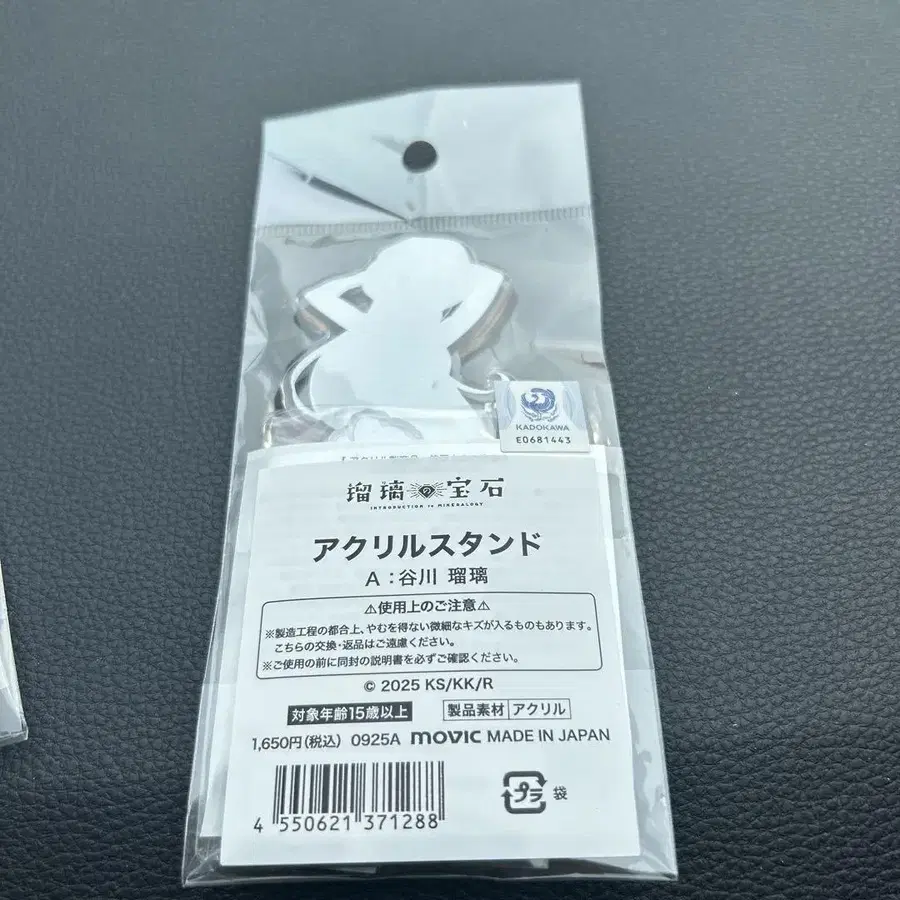 KADOKAWA
E0681443
瑠璃の宝石
INTRODUCTION to MINERALOGY
アクリルスタンド
A:谷川 瑠璃
⚠使用上のご注意⚠
※製造工程の都合上、やむを得ない微細なキズが入るものもあります。
こちらの交換・返品はご遠慮ください。
※ご使用の前に同封の説明書を必ずご確認ください。
© 2025 KS/KK/R
対象年齢15歳以上 製品素材 アクリル
1,650円(税込) 0925A movic MADE IN JAPAN
4 550621 371288
プラ 袋